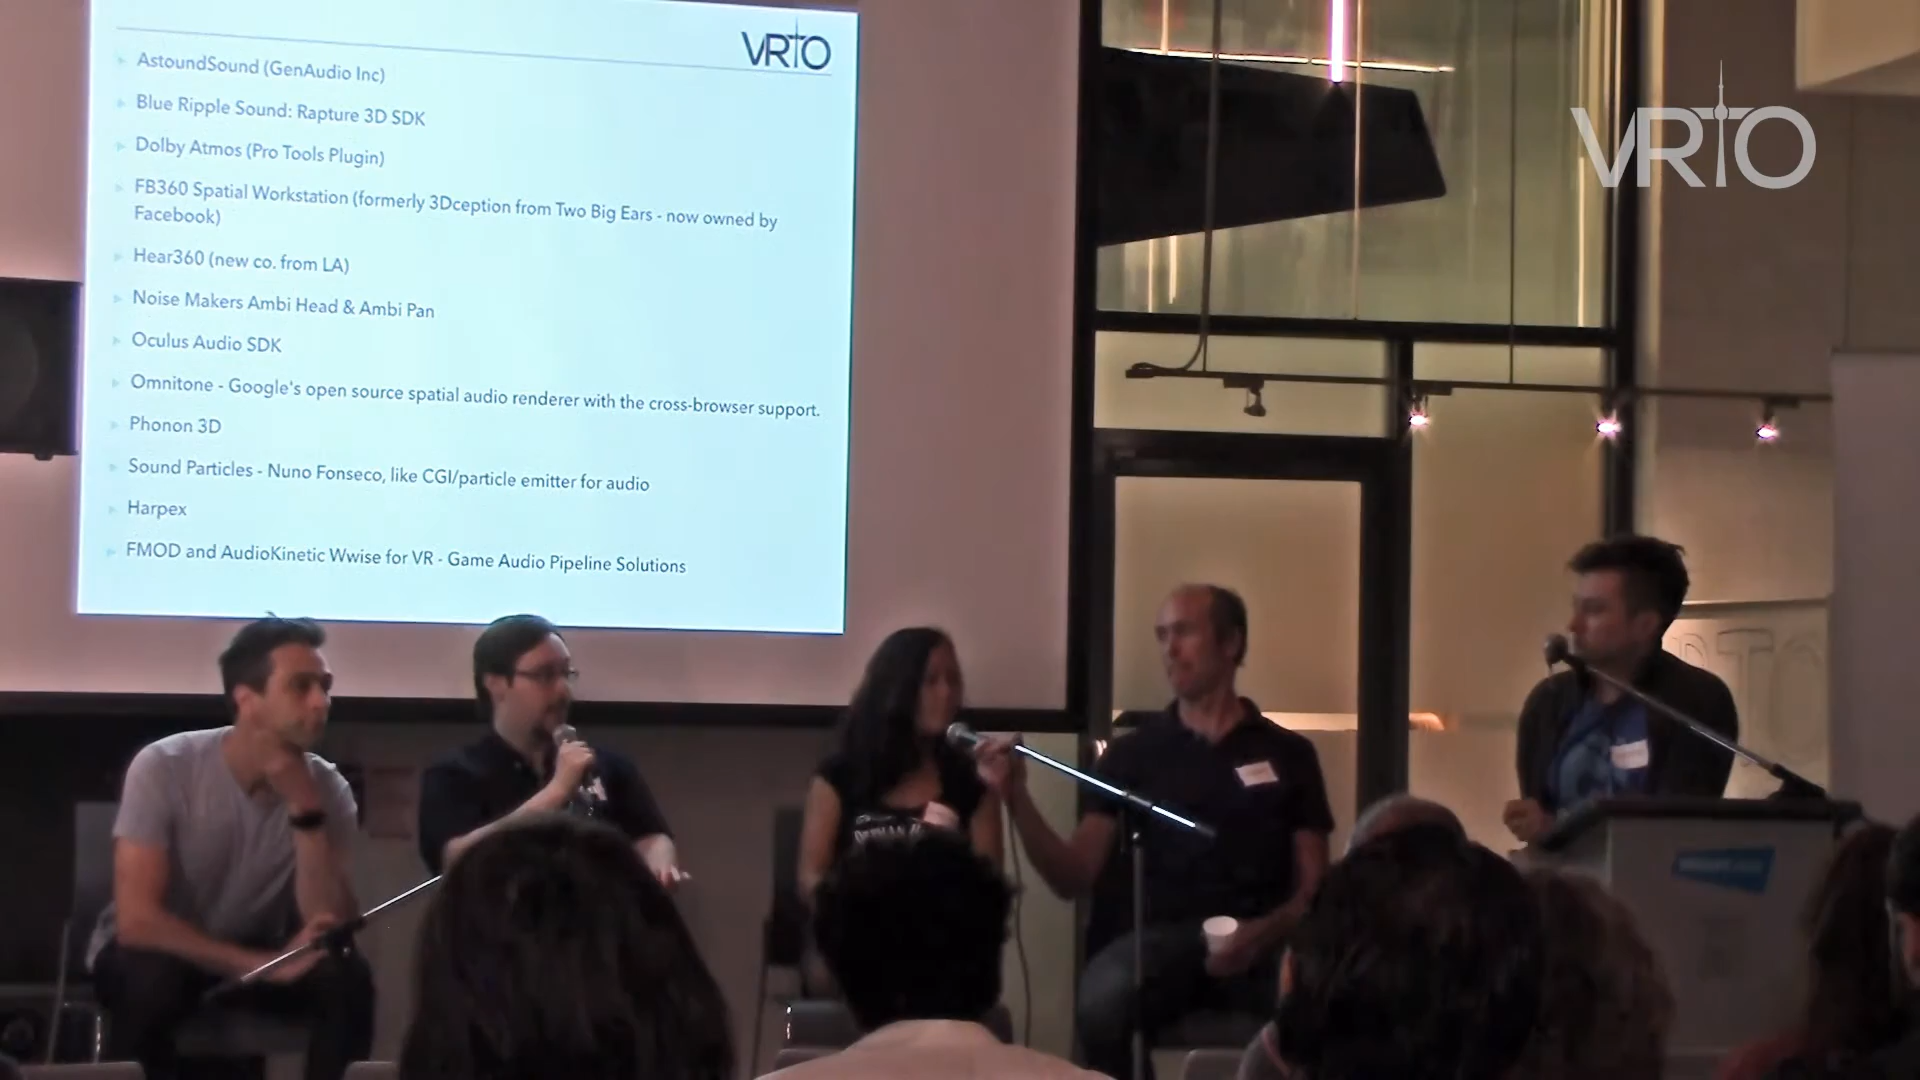 VRTO
AstoundSound (GenAudio Inc)
Blue Ripple Sound: Rapture 3D SDK
Dolby Atmos (Pro Tools Plugin)
FB360 Spatial Workstation (formerly 3Dception from Two Big Ears - now owned by
Facebook)
Hear360 (new co. from LA)
Noise Makers Ambi Head & Ambi Pan
Oculus Audio SDK
Omnitone - Google's open source spatial audio renderer with the cross-browser support.
Phonon 3D
Sound Particles - Nuno Fonseco, like CGI/particle emitter for audio
Harpex
FMOD and AudioKinetic Wwise for VR - Game Audio Pipeline Solutions
VRTO